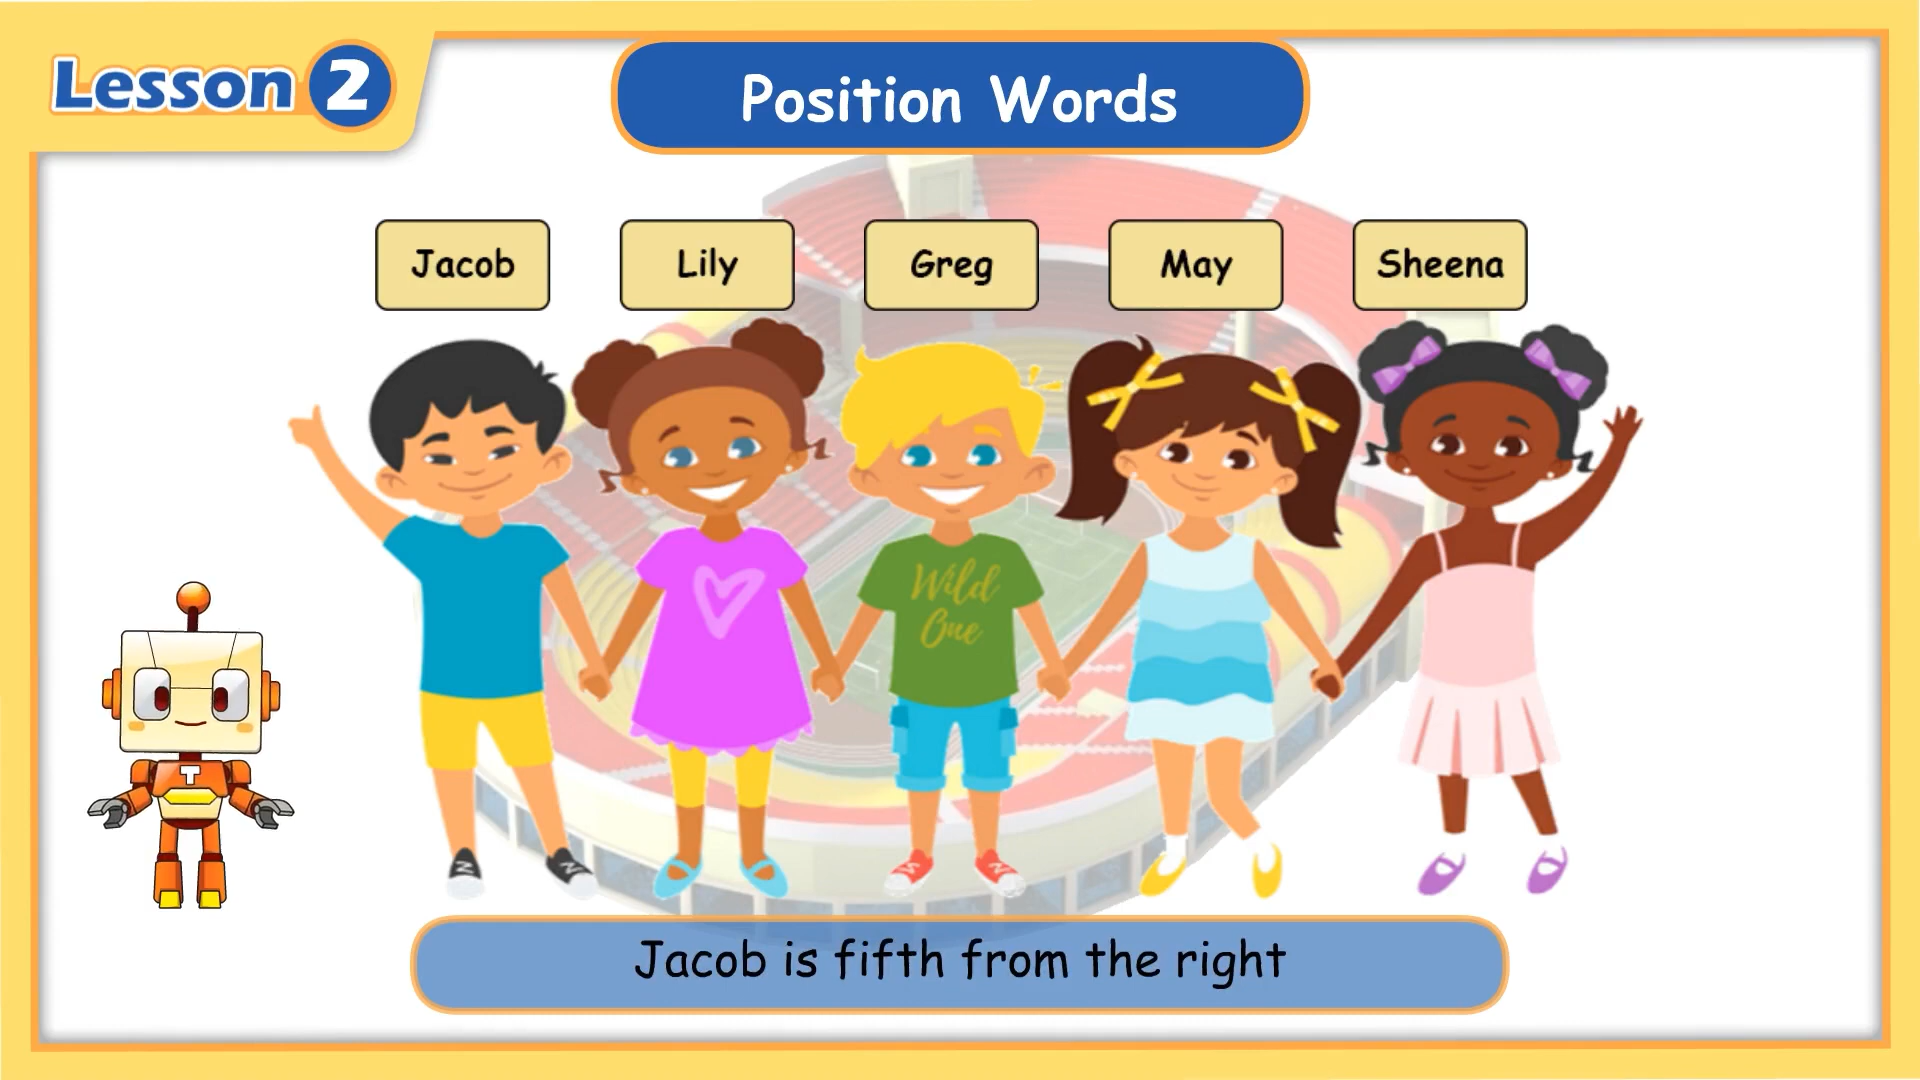 Lesson 2
Position Words
Jacob
Lily
Greg
May
Sheena
Wild
One
T
Jacob is fifth from the right